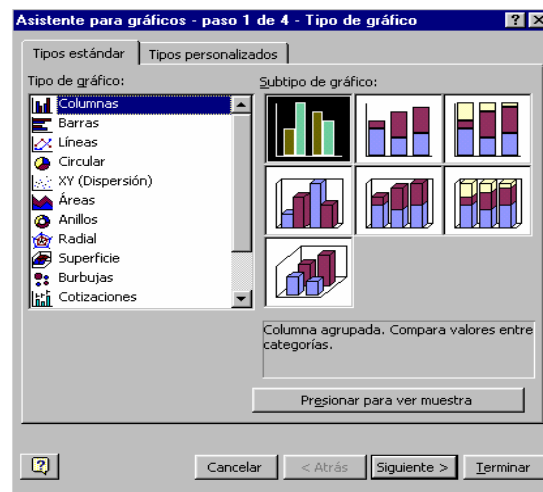 Asistente para gráficos - paso 1 de 4 - Tipo de gráfico
Tipos estándar
Tipos personalizados
Tipo de gráfico:
Subtipo de gráfico:
Columnas
Barras
Líneas
Circular
XY (Dispersión)
Áreas
Anillos
Radial
Superficie
Burbujas
Cotizaciones
Columna agrupada. Compara valores entre
categorías.
Presionar para ver muestra
Cancelar
< Atrás
Siguiente >
Terminar